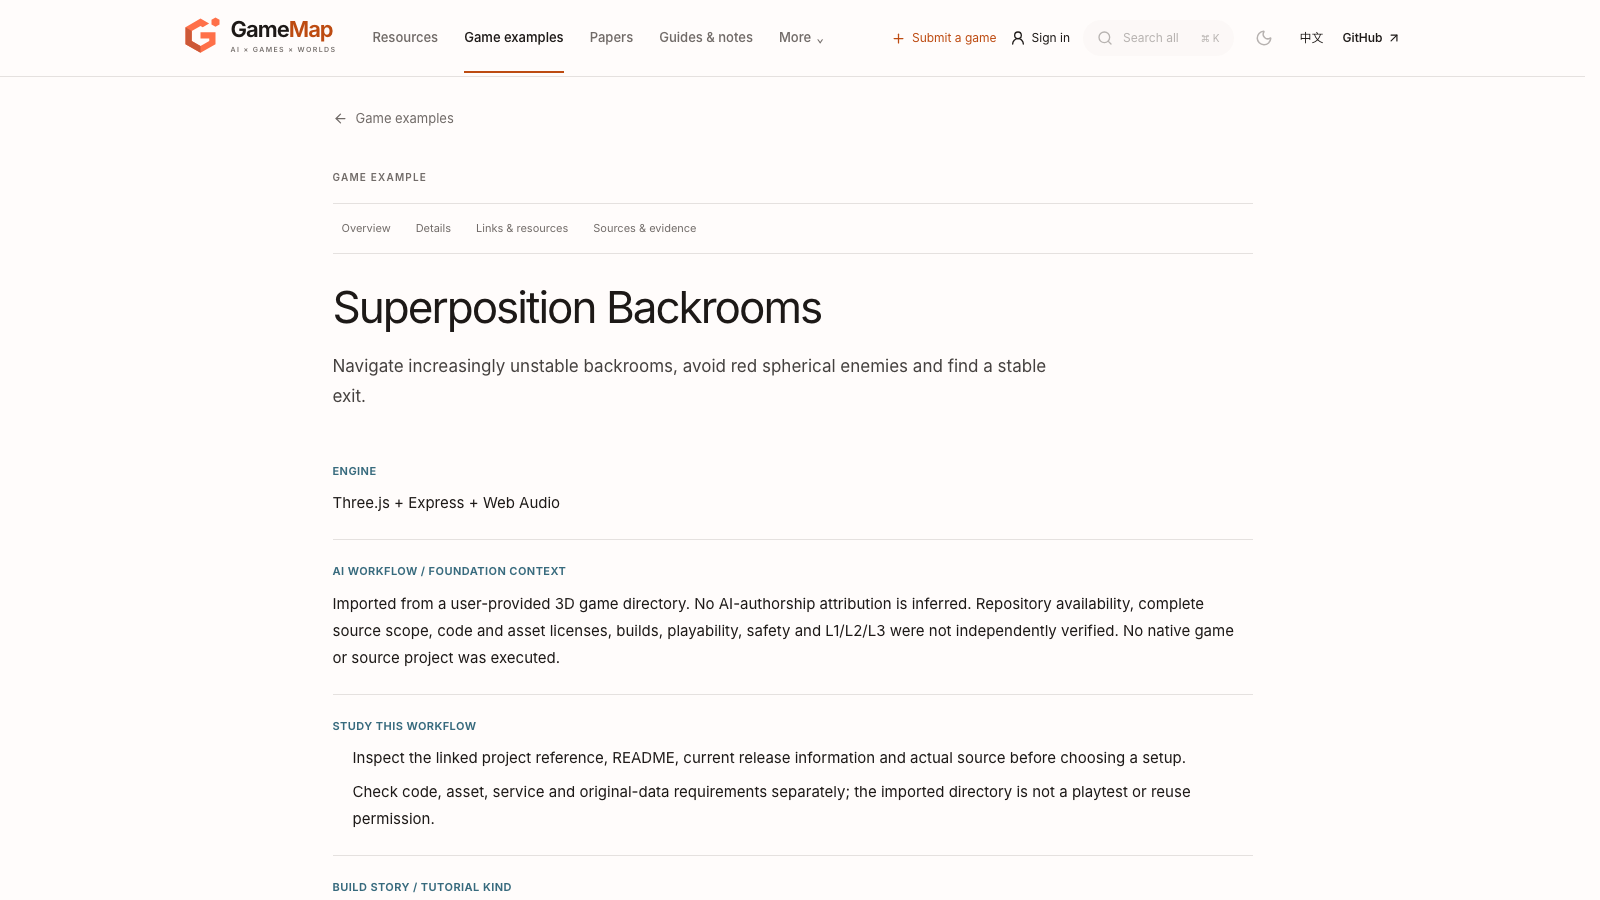 GameMap
AI × GAMES × WORLDS
Resources
Game examples
Papers
Guides & notes
More
Submit a game
Sign in
Search all
⌘ K
中文
GitHub
Game examples
GAME EXAMPLE
Overview
Details
Links & resources
Sources & evidence
Superposition Backrooms
Navigate increasingly unstable backrooms, avoid red spherical enemies and find a stable
exit.
ENGINE
Three.js + Express + Web Audio
AI WORKFLOW / FOUNDATION CONTEXT
Imported from a user-provided 3D game directory. No AI-authorship attribution is inferred. Repository availability, complete
source scope, code and asset licenses, builds, playability, safety and L1/L2/L3 were not independently verified. No native game
or source project was executed.
STUDY THIS WORKFLOW
Inspect the linked project reference, README, current release information and actual source before choosing a setup.
Check code, asset, service and original-data requirements separately; the imported directory is not a playtest or reuse
permission.
BUILD STORY / TUTORIAL KIND